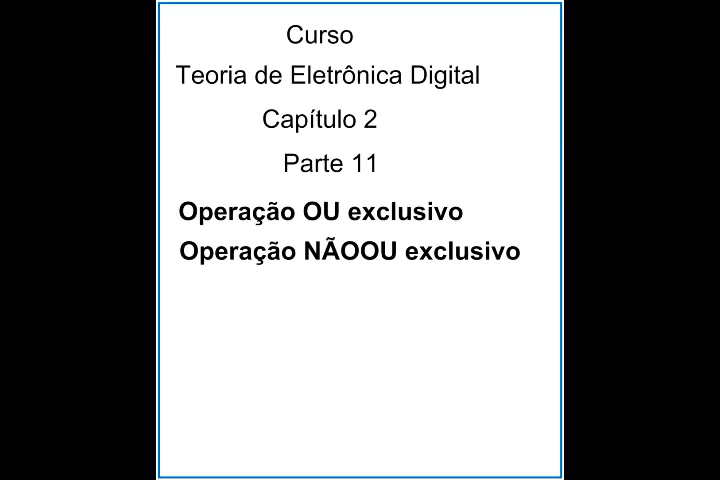 Curso
Teoria de Eletrônica Digital
Capítulo 2
Parte 11
Operação OU exclusivo
Operação NÃOOU exclusivo